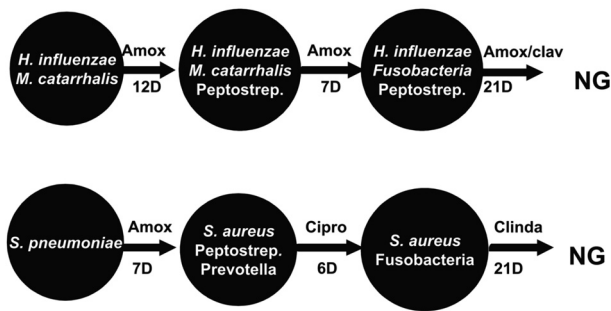 H. influenzae
M. catarrhalis
Amox
12D
H. influenzae
M. catarrhalis
Peptostrep.
Amox
7D
H. influenzae
Fusobacteria
Peptostrep.
Amox/clav
21D
NG
S. pneumoniae
Amox
7D
S. aureus
Peptostrep.
Prevotella
Cipro
6D
S. aureus
Fusobacteria
Clinda
21D
NG